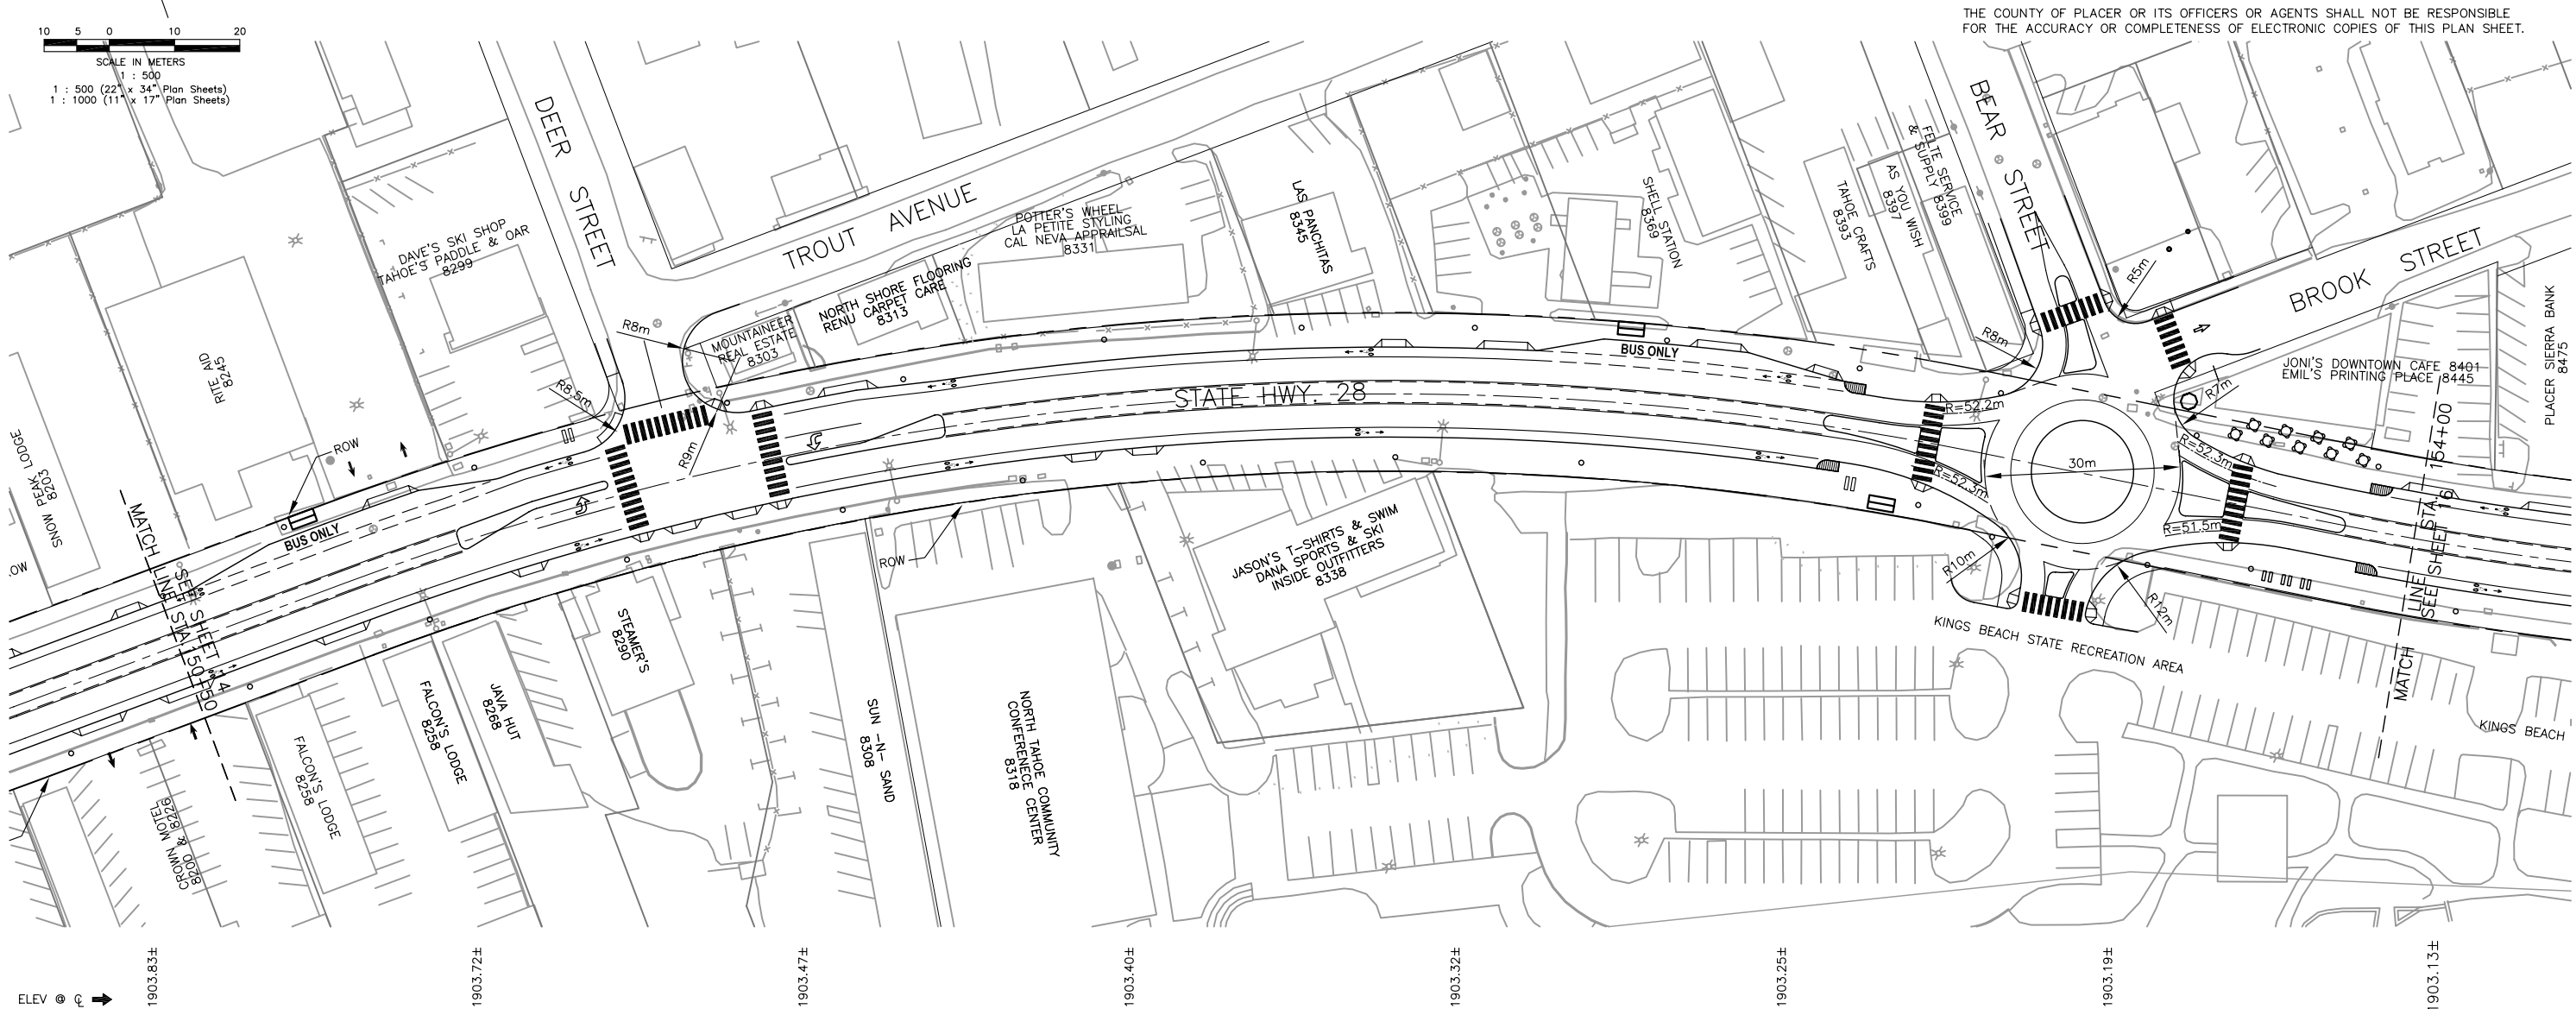 10 5 0 10 20
SCALE IN METERS
1 : 500
1 : 500 (22" x 34" Plan Sheets)
1 : 1000 (11" x 17" Plan Sheets)
THE COUNTY OF PLACER OR ITS OFFICERS OR AGENTS SHALL NOT BE RESPONSIBLE
FOR THE ACCURACY OR COMPLETENESS OF ELECTRONIC COPIES OF THIS PLAN SHEET.
DEER STREET
TROUT AVENUE
BEAR STREET
BROOK STREET
STATE HWY. 28
SNOW PEAK LODGE
8203
RITE AID
8245
DAVE'S SKI SHOP
TAHOE'S PADDLE & OAR
8299
MOUNTAINEER
REAL ESTATE
8303
NORTH SHORE FLOORING
RENU CARPET CARE
8313
POTTER'S WHEEL
LA PETITE STYLING
CAL NEVA APPRAILSAL
8331
LAS PANCHITAS
8345
SHELL STATION
8369
TAHOE CRAFTS
8393
AS YOU WISH
8397
FELTE SERVICE
& SUPPLY 8399
JONI'S DOWNTOWN CAFE 8401
EMIL'S PRINTING PLACE 8445
PLACER SIERRA BANK
8475
R8m
R8.5m
R9m
R8m
R5m
R7m
R=52.2m
R=52.3m
R=52.3m
R=51.5m
30m
R10m
R12m
ROW
ROW
OW
BUS ONLY
BUS ONLY
MATCH LINE STA 150+50
SEE SHEET 14
MATCH LINE STA. 154+00
SEE SHEET 16
CROWN MOTEL
8200 & 8226
FALCON'S LODGE
8258
FALCON'S LODGE
8258
JAVA HUT
8268
STEAMER'S
8290
SUN -N- SAND
8308
NORTH TAHOE COMMUNITY
CONFERENECE CENTER
8318
JASON'S T-SHIRTS & SWIM
DANA SPORTS & SKI
INSIDE OUTFITTERS
8338
KINGS BEACH STATE RECREATION AREA
KINGS BEACH
ELEV @ ℄
1903.83±
1903.72±
1903.47±
1903.40±
1903.32±
1903.25±
1903.19±
1903.13±